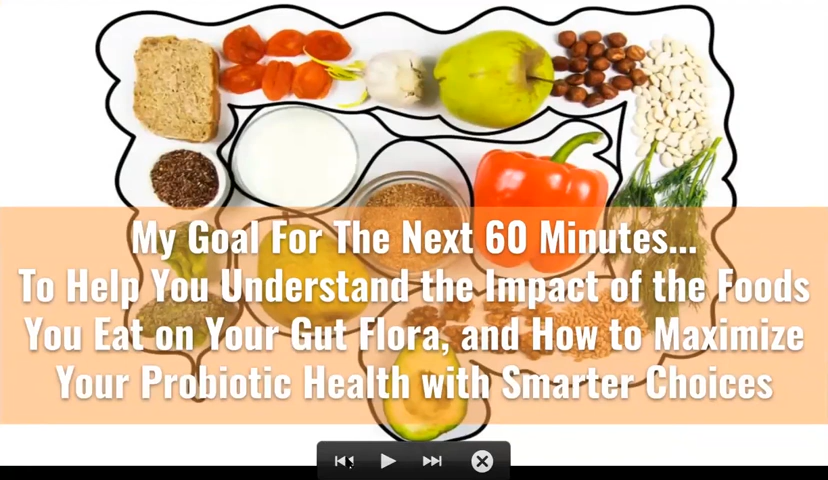 My Goal For The Next 60 Minutes...
To Help You Understand the Impact of the Foods
You Eat on Your Gut Flora, and How to Maximize
Your Probiotic Health with Smarter Choices